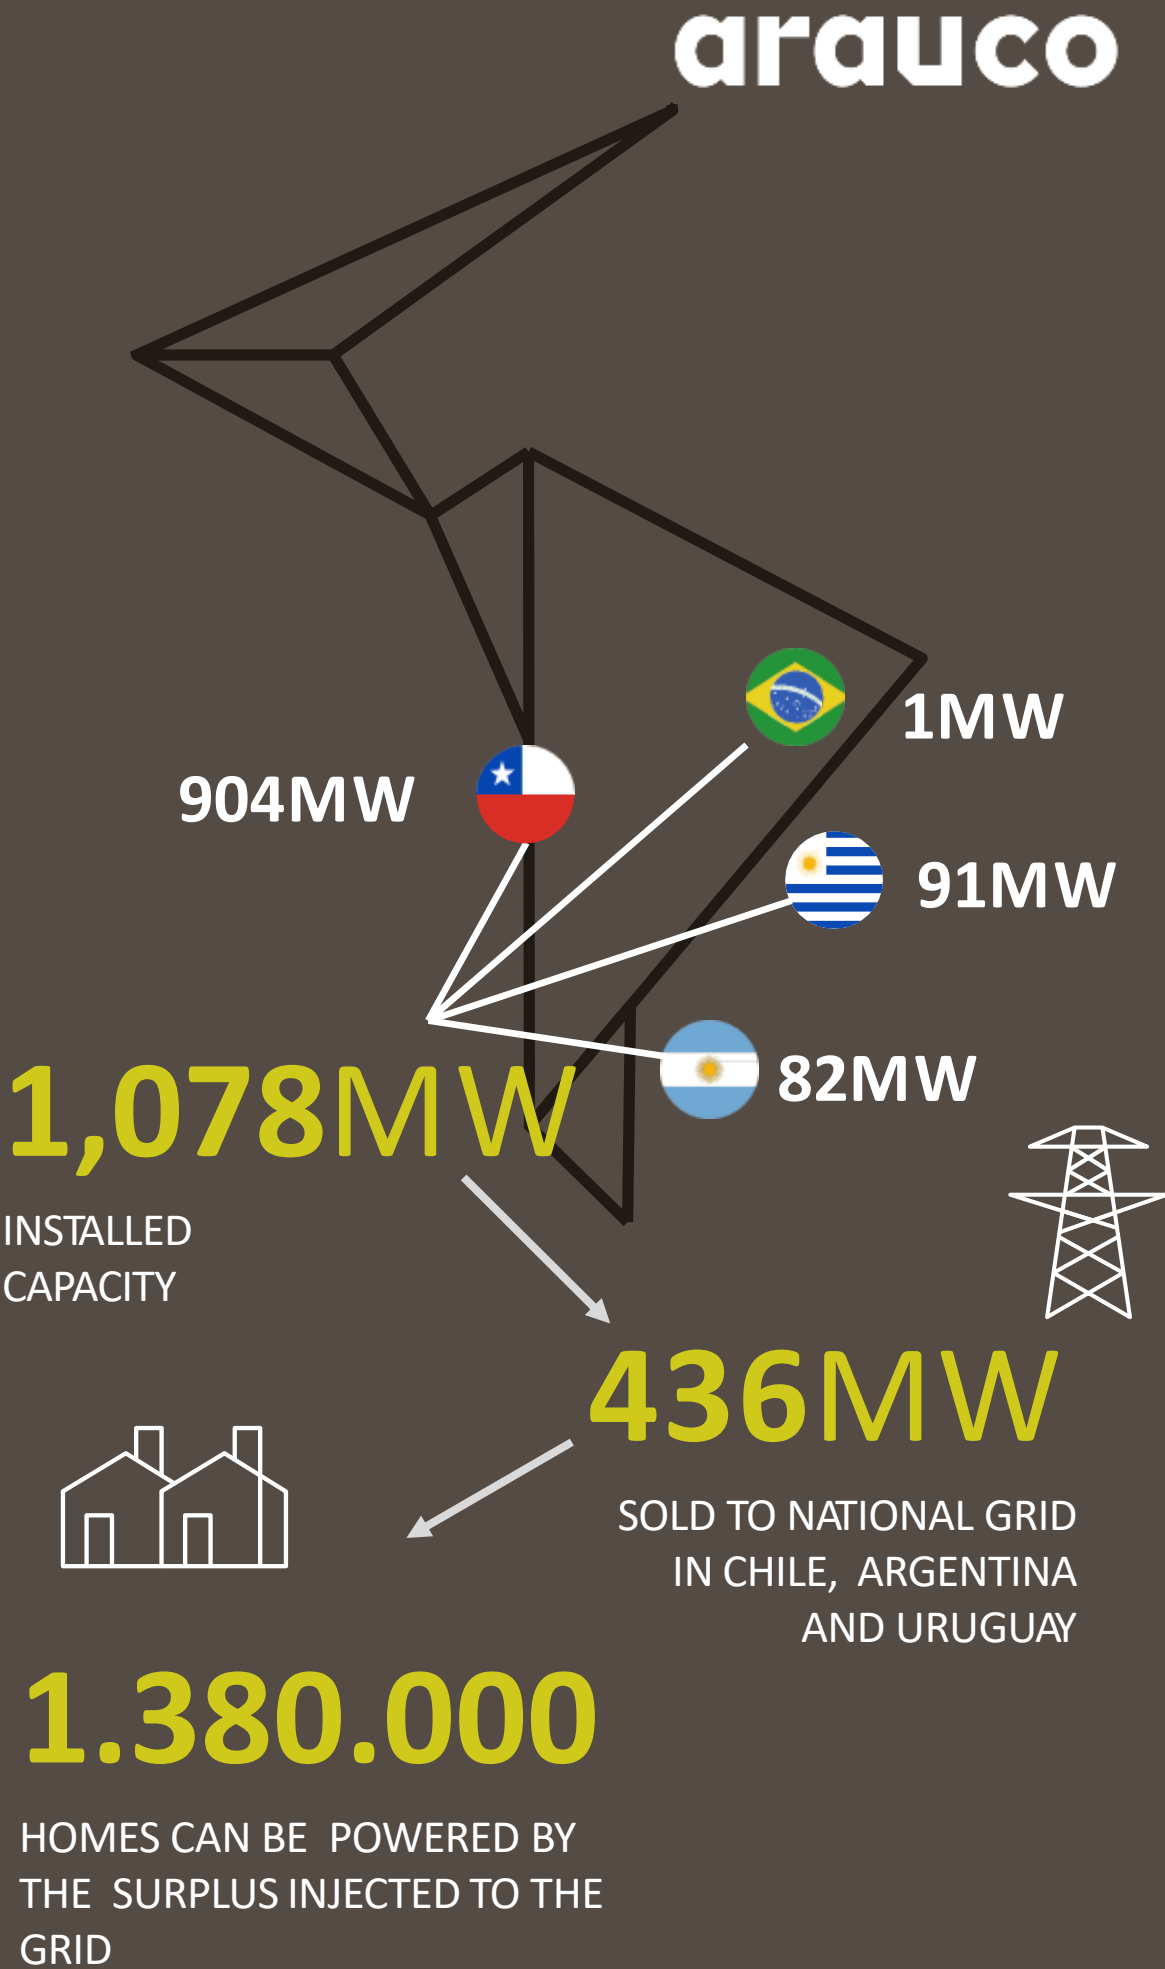 arauco
1MW
904MW
91MW
82MW
1,078MW
INSTALLED
CAPACITY
436MW
SOLD TO NATIONAL GRID
IN CHILE, ARGENTINA
AND URUGUAY
1.380.000
HOMES CAN BE POWERED BY
THE SURPLUS INJECTED TO THE
GRID